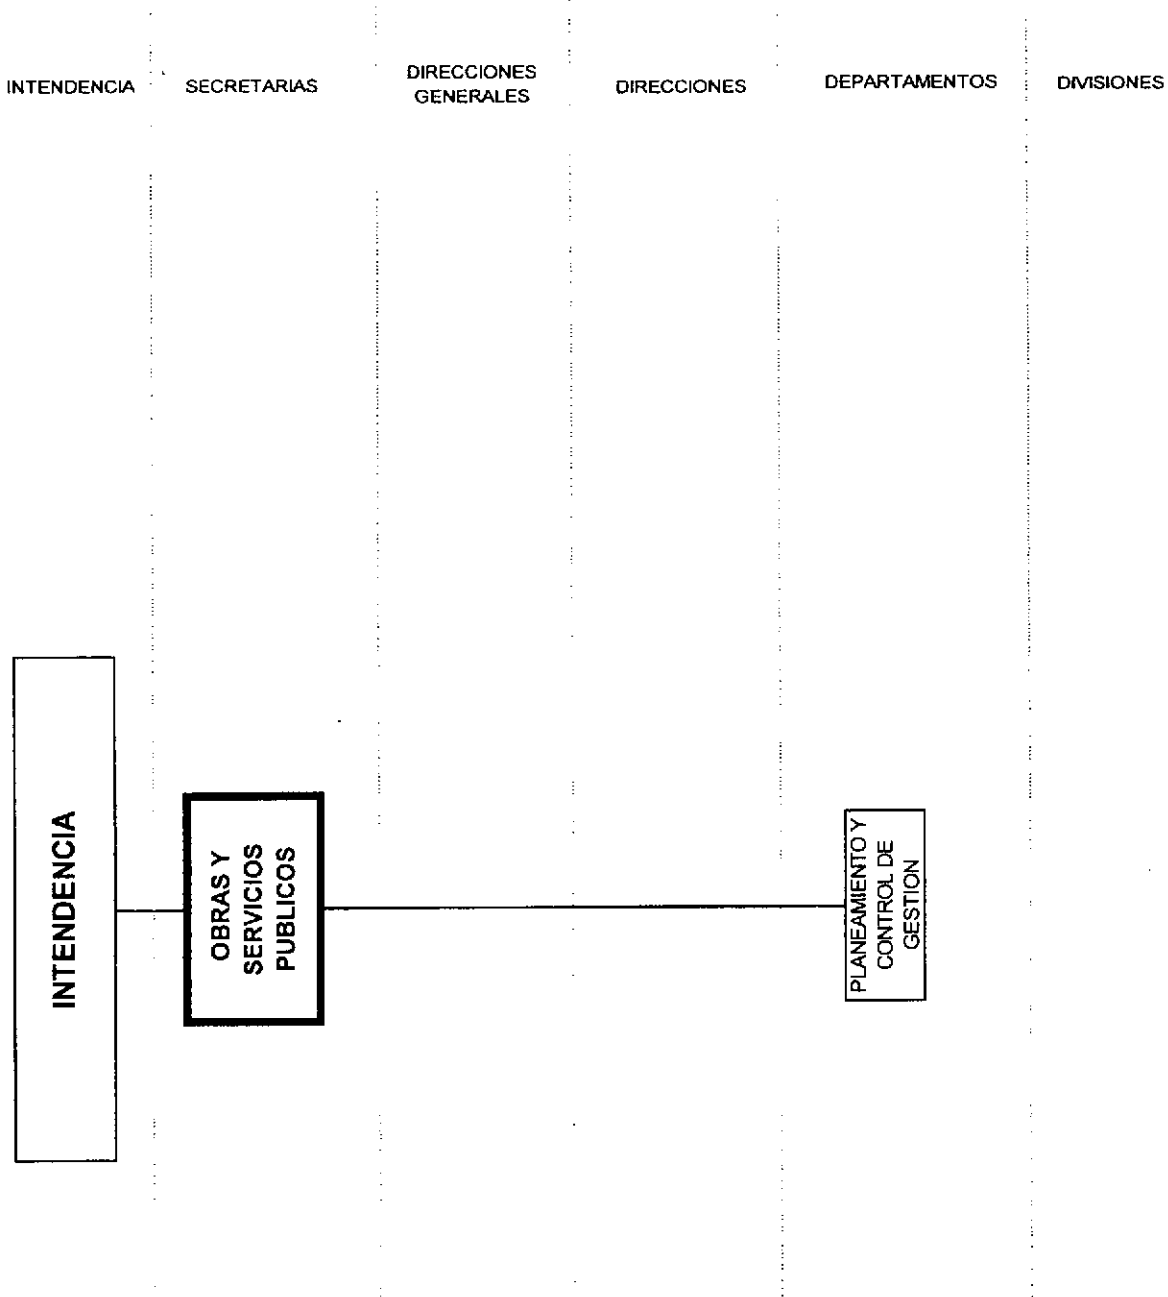 INTENDENCIA
SECRETARIAS
DIRECCIONES
GENERALES
DIRECCIONES
DEPARTAMENTOS
DIVISIONES
INTENDENCIA
OBRAS Y
SERVICIOS
PUBLICOS
PLANEAMIENTO Y
CONTROL DE
GESTION